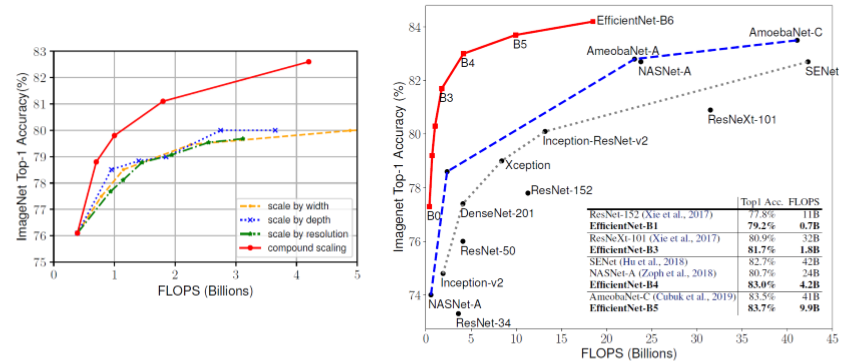 83
82
81
80
79
78
77
76
75
0
1
2
3
4
5
ImageNet Top-1 Accuracy(%)
FLOPS (Billions)
scale by width
scale by depth
scale by resolution
compound scaling
84
82
80
78
76
74
0
5
10
15
20
25
30
35
40
45
Imagenet Top-1 Accuracy (%)
FLOPS (Billions)
EfficientNet-B6
AmoebaNet-C
B5
AmoebaNet-A
B4
NASNet-A
SENet
B3
ResNeXt-101
Inception-ResNet-v2
Xception
ResNet-152
B0
DenseNet-201
ResNet-50
Inception-v2
NASNet-A
ResNet-34
Top1 Acc. FLOPS
ResNet-152 (Xie et al., 2017) 77.8% 11B
EfficientNet-B1 79.2% 0.7B
ResNeXt-101 (Xie et al., 2017) 80.9% 32B
EfficientNet-B3 81.7% 1.8B
SENet (Hu et al., 2018) 82.7% 42B
NASNet-A (Zoph et al., 2018) 80.7% 24B
EfficientNet-B4 83.0% 4.2B
AmoebaNet-C (Cubuk et al., 2019) 83.5% 41B
EfficientNet-B5 83.7% 9.9B